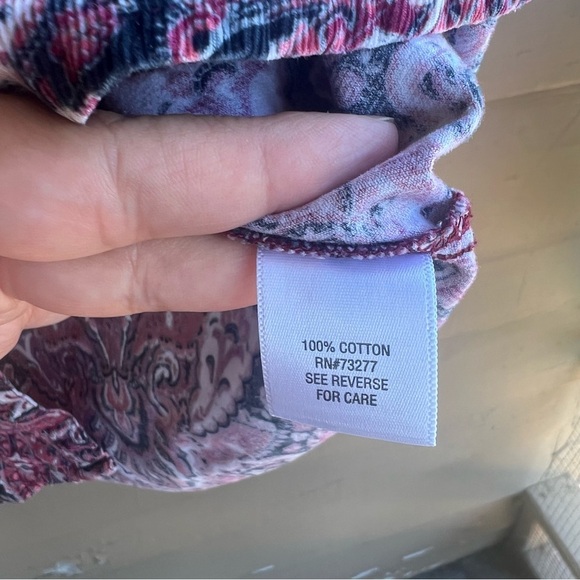 100% COTTON
RN#73277
SEE REVERSE
FOR CARE